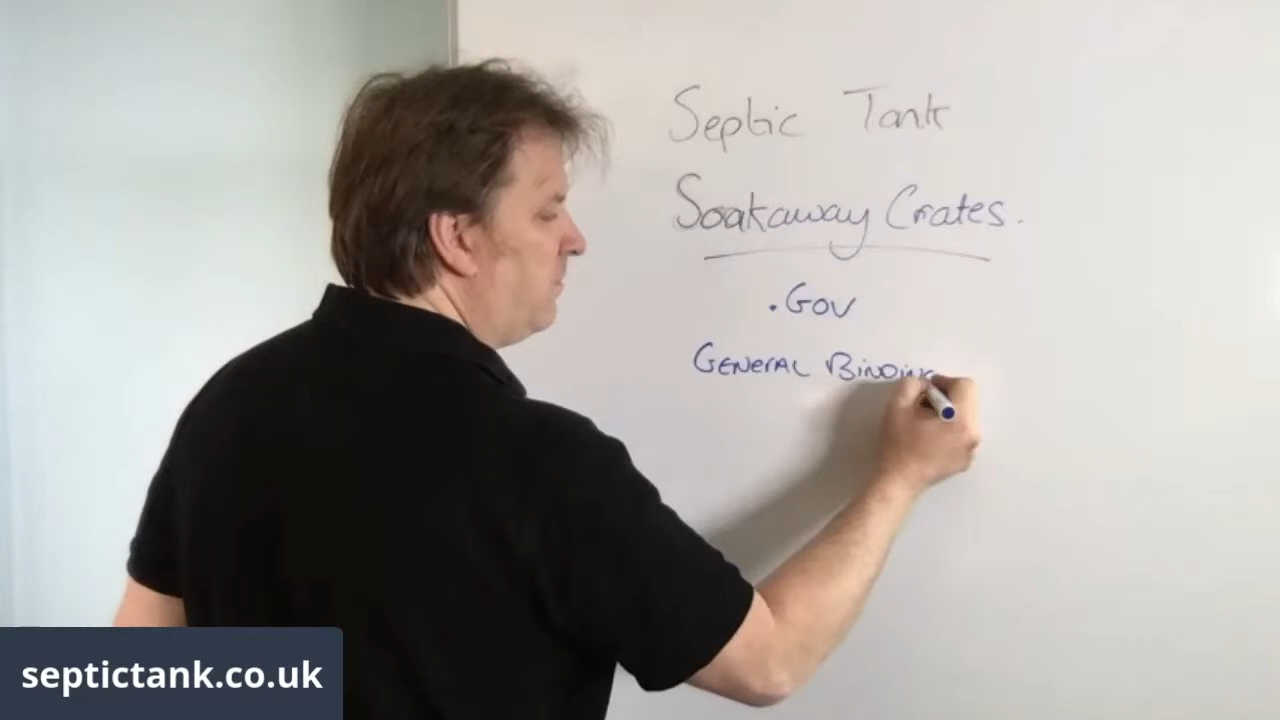 Septic Tank
Soakaway Crates.
.Gov
GENERAL BINDING
septictank.co.uk